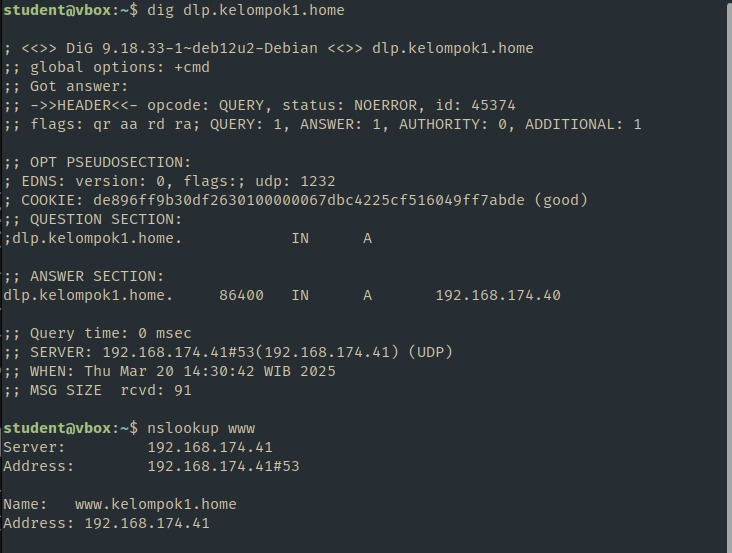 student@vbox:~$ dig dlp.kelompok1.home
; <<>> DiG 9.18.33-1~deb12u2-Debian <<>> dlp.kelompok1.home
;; global options: +cmd
;; Got answer:
;; ->>HEADER<<- opcode: QUERY, status: NOERROR, id: 45374
;; flags: qr aa rd ra; QUERY: 1, ANSWER: 1, AUTHORITY: 0, ADDITIONAL: 1
;; OPT PSEUDOSECTION:
; EDNS: version: 0, flags:; udp: 1232
; COOKIE: de896ff9b30df2630100000067dbc4225cf516049ff7abde (good)
;; QUESTION SECTION:
;dlp.kelompok1.home. IN A
;; ANSWER SECTION:
dlp.kelompok1.home. 86400 IN A 192.168.174.40
;; Query time: 0 msec
;; SERVER: 192.168.174.41#53(192.168.174.41) (UDP)
;; WHEN: Thu Mar 20 14:30:42 WIB 2025
;; MSG SIZE rcvd: 91
student@vbox:~$ nslookup www
Server: 192.168.174.41
Address: 192.168.174.41#53
Name: www.kelompok1.home
Address: 192.168.174.41